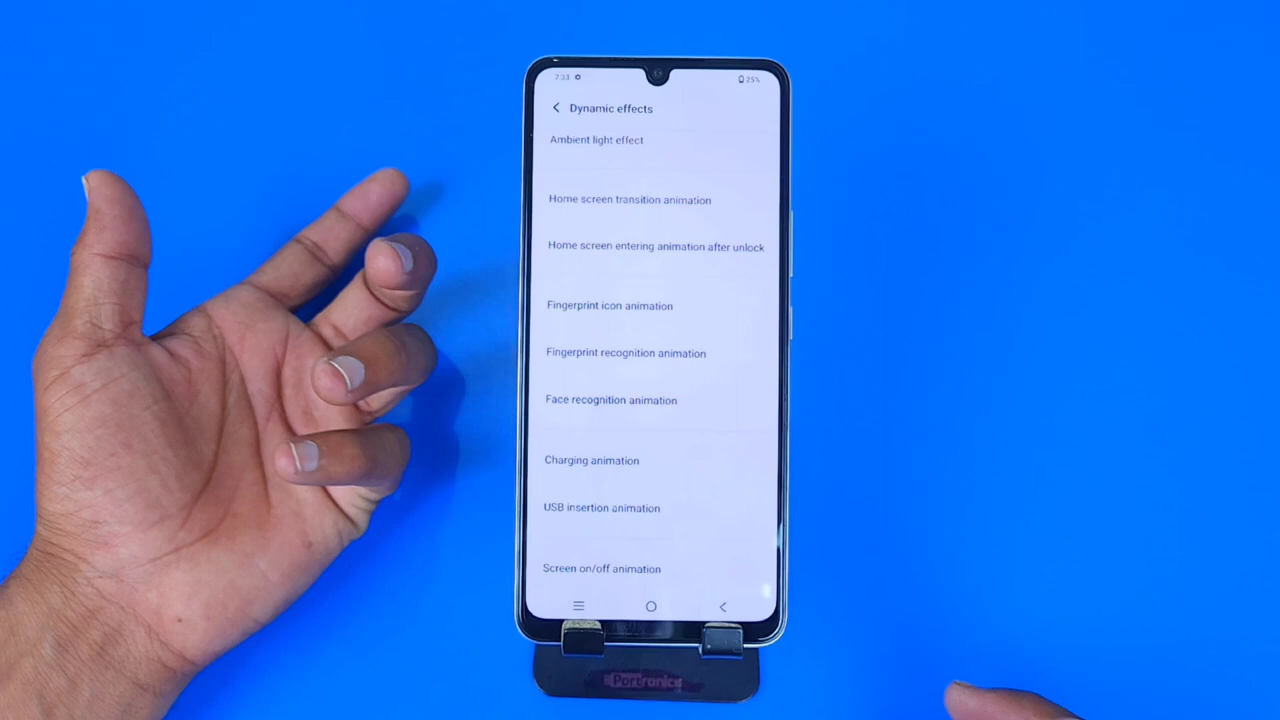 7:33 25%
Dynamic effects
Ambient light effect
Home screen transition animation
Home screen entering animation after unlock
Fingerprint icon animation
Fingerprint recognition animation
Face recognition animation
Charging animation
USB insertion animation
Screen on/off animation
Portronics